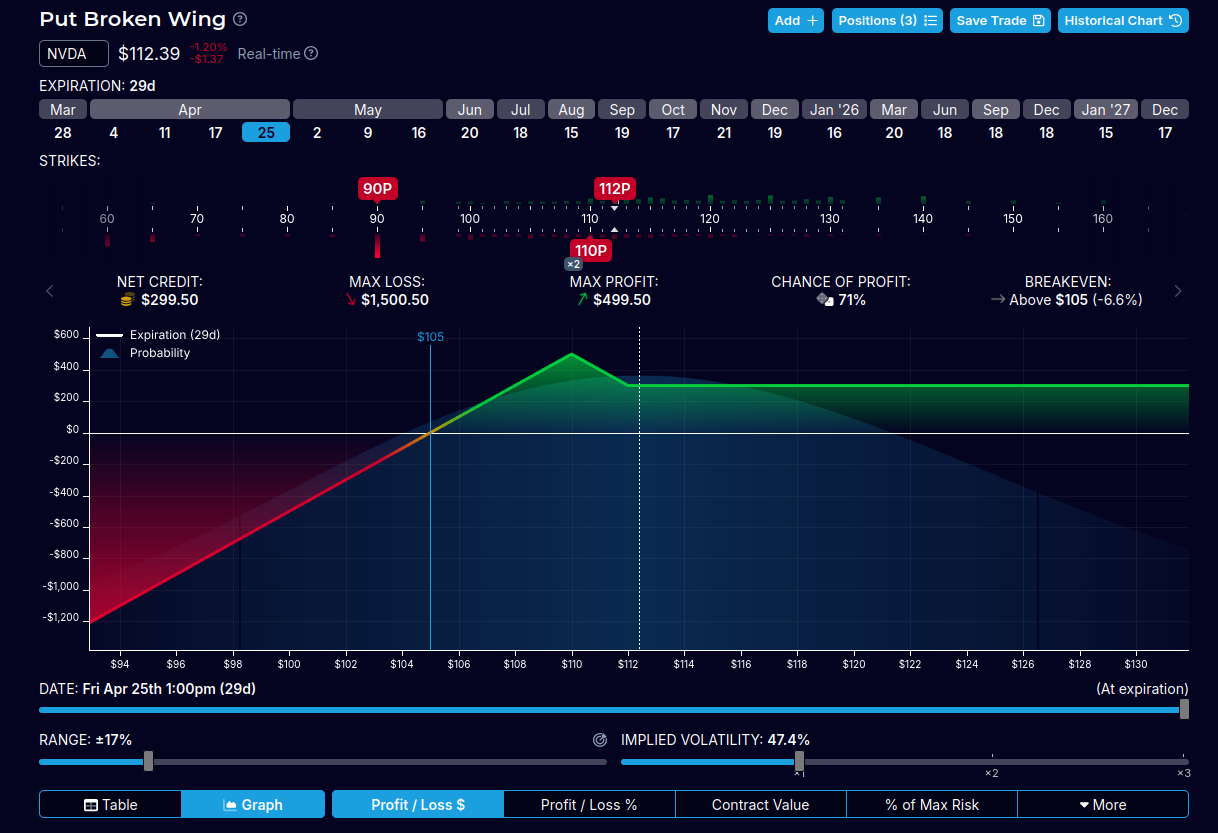 Put Broken Wing
Add + Positions (3) Save Trade Historical Chart
NVDA $112.39 -1.20% -$1.37 Real-time
EXPIRATION: 29d
Mar Apr May Jun Jul Aug Sep Oct Nov Dec Jan '26 Mar Jun Sep Dec Jan '27 Dec
28 4 11 17 25 2 9 16 20 18 15 19 17 21 19 16 20 18 18 18 15 17
STRIKES:
90P 112P
60 70 80 90 100 110 120 130 140 150 160
110P
×2
NET CREDIT: MAX LOSS: MAX PROFIT: CHANCE OF PROFIT: BREAKEVEN:
$299.50 $1,500.50 $499.50 71% Above $105 (-6.6%)
$600
$400
$200
$0
-$200
-$400
-$600
-$800
-$1,000
-$1,200
Expiration (29d)
Probability
$105
$94 $96 $98 $100 $102 $104 $106 $108 $110 $112 $114 $116 $118 $120 $122 $124 $126 $128 $130
DATE: Fri Apr 25th 1:00pm (29d) (At expiration)
RANGE: ±17% IMPLIED VOLATILITY: 47.4%
×1 ×2 ×3
Table Graph Profit / Loss $ Profit / Loss % Contract Value % of Max Risk More